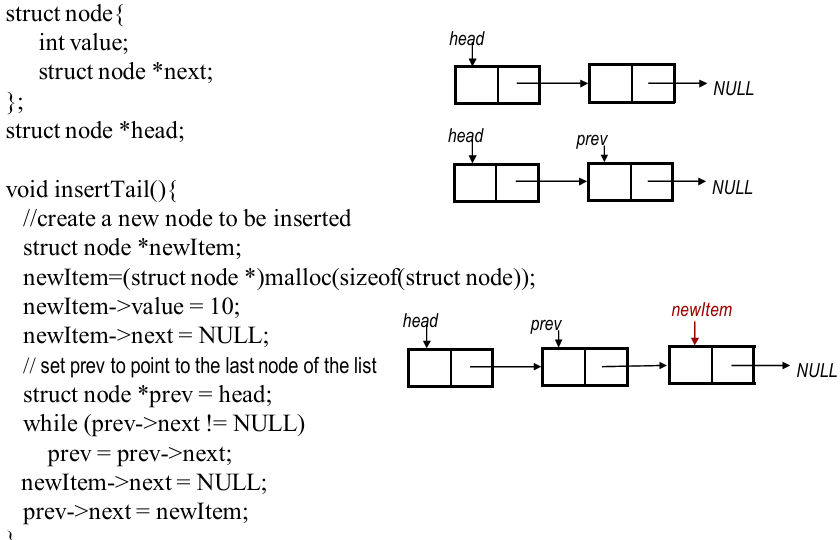 struct node{
int value;
struct node *next;
};
struct node *head;
void insertTail(){
//create a new node to be inserted
struct node *newItem;
newItem=(struct node *)malloc(sizeof(struct node));
newItem->value = 10;
newItem->next = NULL;
// set prev to point to the last node of the list
struct node *prev = head;
while (prev->next != NULL)
prev = prev->next;
newItem->next = NULL;
prev->next = newItem;
}
head
NULL
head prev
NULL
head prev newItem
NULL